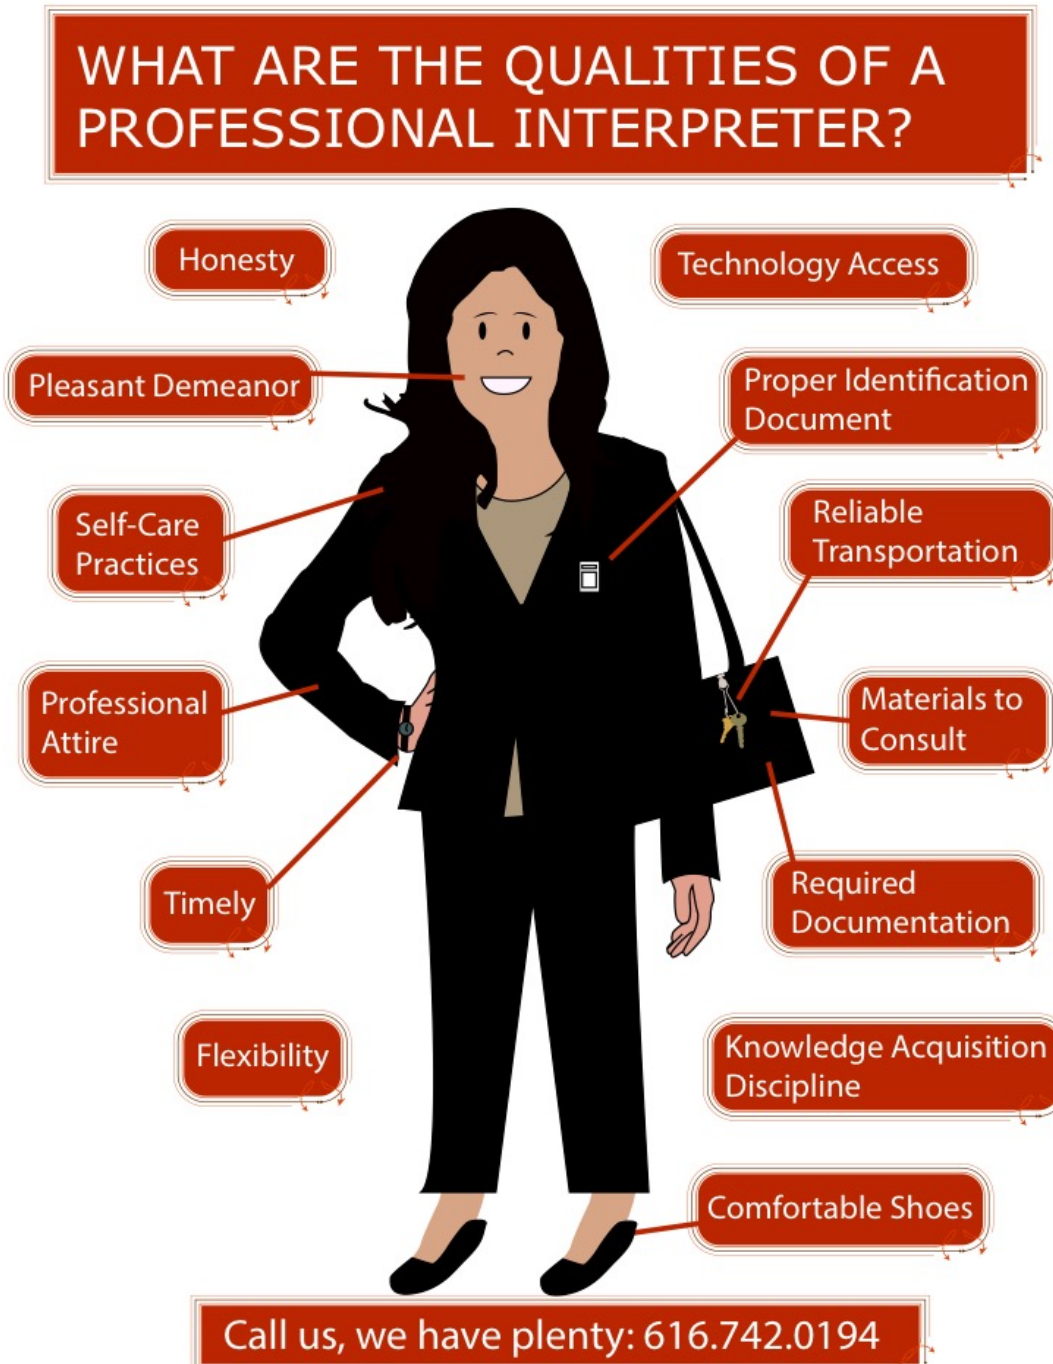 WHAT ARE THE QUALITIES OF A
PROFESSIONAL INTERPRETER?
Honesty
Technology Access
Pleasant Demeanor
Proper Identification
Document
Self-Care
Practices
Reliable
Transportation
Professional
Attire
Materials to
Consult
Timely
Required
Documentation
Flexibility
Knowledge Acquisition
Discipline
Comfortable Shoes
Call us, we have plenty: 616.742.0194